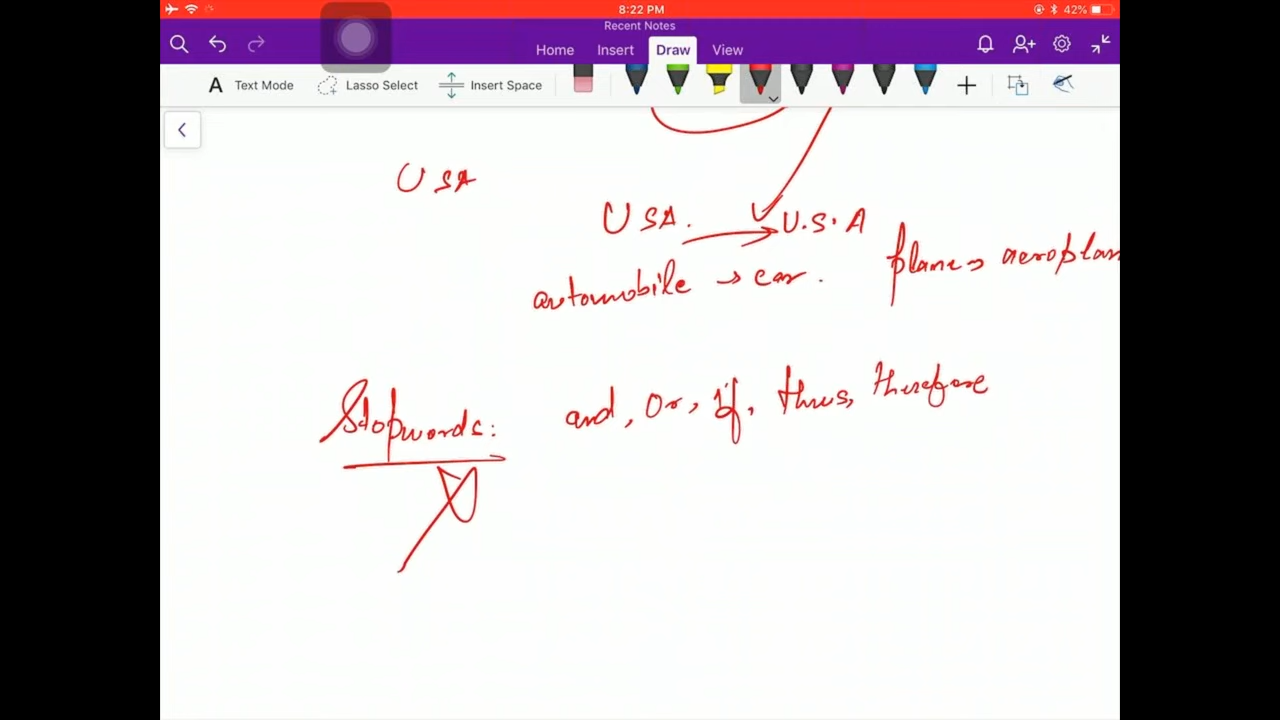 8:22 PM
42%
Recent Notes
Home Insert Draw View
A Text Mode Lasso Select Insert Space
USA
USA. → U.S.A
automobile → car. plane → aeroplan
Stopwords: and, or, if, thus, therefore